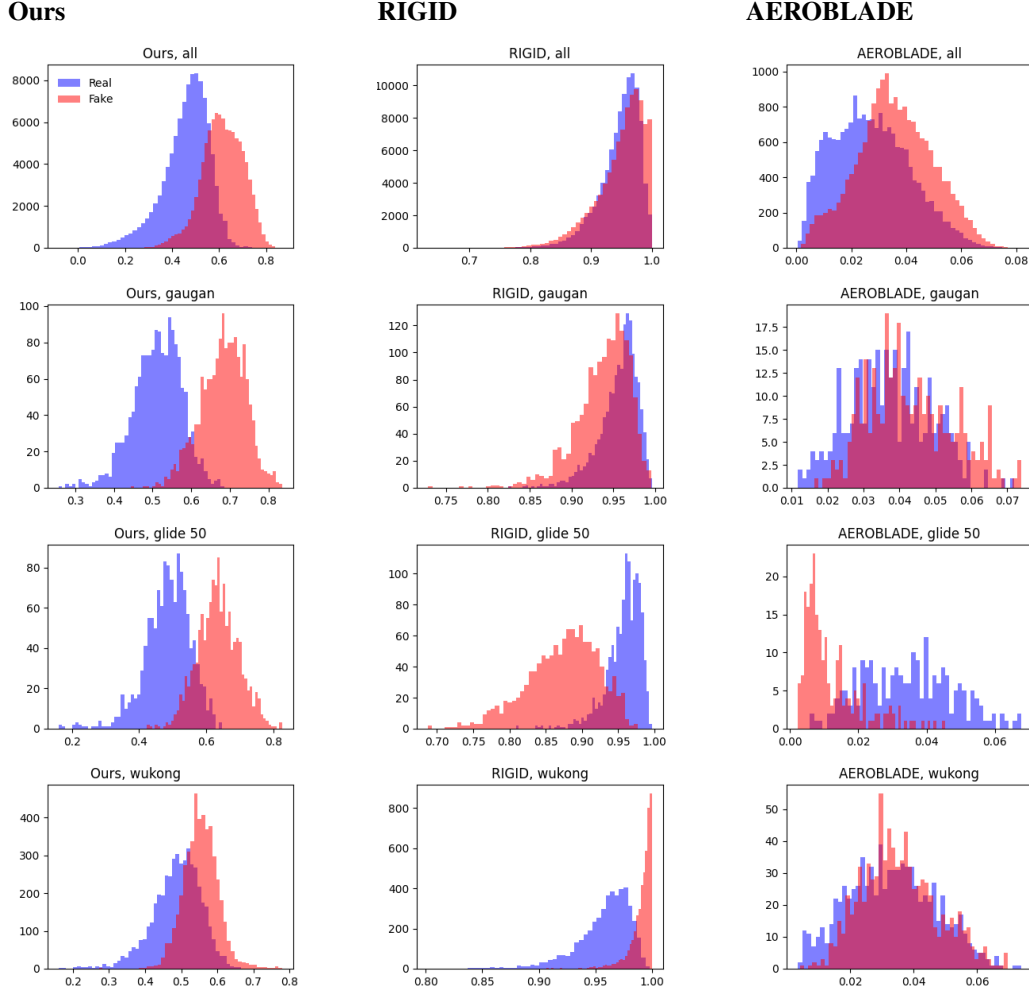 Ours RIGID AEROBLADE
Ours, all
Real
Fake
8000
6000
4000
2000
0
0.0 0.2 0.4 0.6 0.8
RIGID, all
10000
8000
6000
4000
2000
0
0.7 0.8 0.9 1.0
AEROBLADE, all
1000
800
600
400
200
0
0.00 0.02 0.04 0.06 0.08
Ours, gaugan
100
80
60
40
20
0
0.3 0.4 0.5 0.6 0.7 0.8
RIGID, gaugan
120
100
80
60
40
20
0
0.75 0.80 0.85 0.90 0.95 1.00
AEROBLADE, gaugan
17.5
15.0
12.5
10.0
7.5
5.0
2.5
0.0
0.01 0.02 0.03 0.04 0.05 0.06 0.07
Ours, glide 50
80
60
40
20
0
0.2 0.4 0.6 0.8
RIGID, glide 50
100
80
60
40
20
0
0.70 0.75 0.80 0.85 0.90 0.95 1.00
AEROBLADE, glide 50
20
15
10
5
0
0.00 0.02 0.04 0.06
Ours, wukong
400
300
200
100
0
0.2 0.3 0.4 0.5 0.6 0.7 0.8
RIGID, wukong
800
600
400
200
0
0.80 0.85 0.90 0.95 1.00
AEROBLADE, wukong
50
40
30
20
10
0
0.02 0.04 0.06